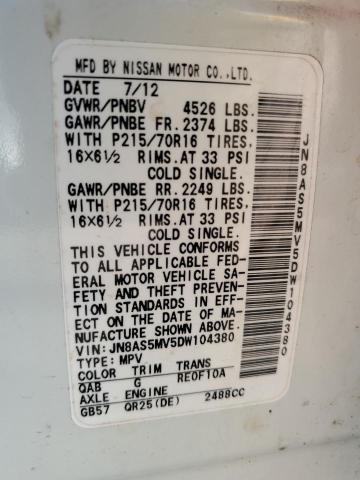 MFD BY NISSAN MOTOR CO.,LTD.
DATE 7/12
GVWR/PNBV 4526 LBS.
GAWR/PNBE FR. 2374 LBS.
WITH P215/70R16 TIRES,
16X6½ RIMS.AT 33 PSI
COLD SINGLE.
GAWR/PNBE RR. 2249 LBS.
WITH P215/70R16 TIRES,
16X6½ RIMS.AT 33 PSI
COLD SINGLE.
THIS VEHICLE CONFORMS
TO ALL APPLICABLE FED-
ERAL MOTOR VEHICLE SA-
FETY AND THEFT PREVEN-
TION STANDARDS IN EFF-
ECT ON THE DATE OF MA-
NUFACTURE SHOWN ABOVE.
VIN: JN8AS5MV5DW104380
TYPE: MPV
COLOR TRIM TRANS
QAB G RE0F10A
AXLE ENGINE
GB57 QR25(DE) 2488CC
JN8AS5MV5DW104380